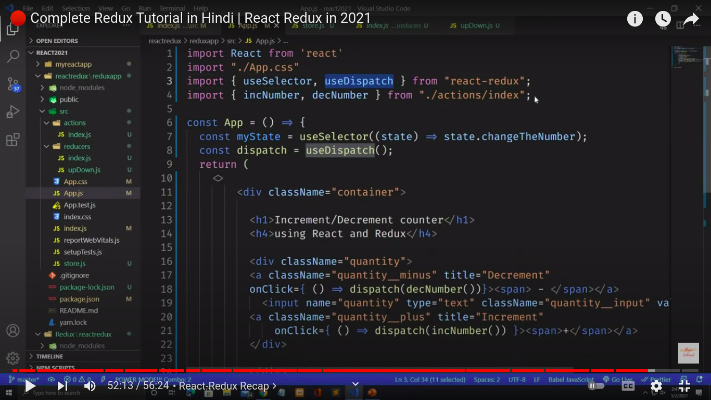 Complete Redux Tutorial in Hindi | React Redux in 2021
OPEN EDITORS
REACT2021
myreactapp
reactredux\reduxapp
node_modules
public
src
actions
index.js U
reducers
index.js U
upDown.js U
App.css M
App.js M
App.test.js
index.css
index.js M
reportWebVitals.js
setupTests.js
store.js U
.gitignore
package-lock.json U
package.json M
README.md
yarn.lock
Redux\reactredux
node_modules
TIMELINE
NPM SCRIPTS
index.js
store.js U
upDown.js U
reactredux > reduxapp > src > App.js > ...
1 import React from 'react'
2 import "./App.css"
3 import { useSelector, useDispatch } from "react-redux";
4 import { incNumber, decNumber } from "./actions/index";
5
6 const App = () => {
7 const myState = useSelector((state) => state.changeTheNumber);
8 const dispatch = useDispatch();
9 return (
10 <>
11 <div className="container">
12
13 <h1>Increment/Decrement counter</h1>
14 <h4>using React and Redux</h4>
15
16 <div className="quantity">
17 <a className="quantity__minus" title="Decrement"
18 onClick={ () => dispatch(decNumber())}><span> - </span></a>
19 <input name="quantity" type="text" className="quantity__input" va
20 <a className="quantity__plus" title="Increment"
21 onClick={ () => dispatch(incNumber()) }><span>+</span></a>
22 </div>
Ln 3, Col 34 (11 selected) Spaces: 2 UTF-8 LF Babel JavaScript Go Live Prettier
52:13 / 56:24 • React-Redux Recap >